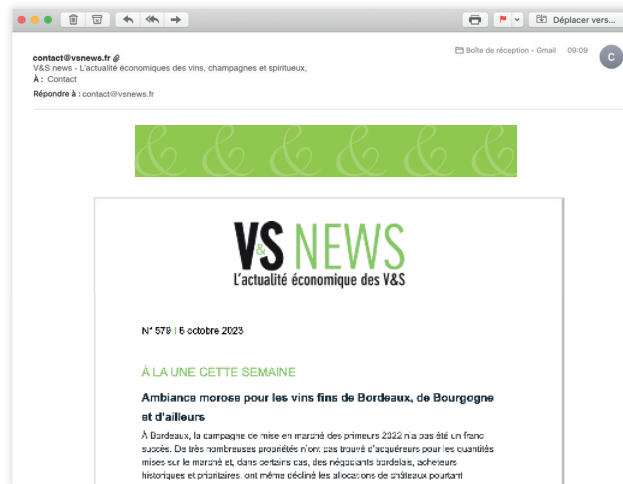 Déplacer vers...
contact@vsnews.fr
Boîte de réception - Gmail 09:09
C
V&S news - L'actualité économiques des vins, champagnes et spiritueux,
À : Contact
Répondre à : contact@vsnews.fr
& & & & & &
V&S NEWS
L'actualité économique des V&S
N° 579 | 6 octobre 2023
À LA UNE CETTE SEMAINE
Ambiance morose pour les vins fins de Bordeaux, de Bourgogne
et d'ailleurs
À Bordeaux, la campagne de mise en marché des primeurs 2022 n'a pas été un franc
succès. De très nombreuses propriétés n'ont pas trouvé d'acquéreurs pour les quantités
mises sur le marché et, dans certains cas, des négociants bordelais, acheteurs
historiques et prioritaires, ont même décliné les allocations de châteaux pourtant